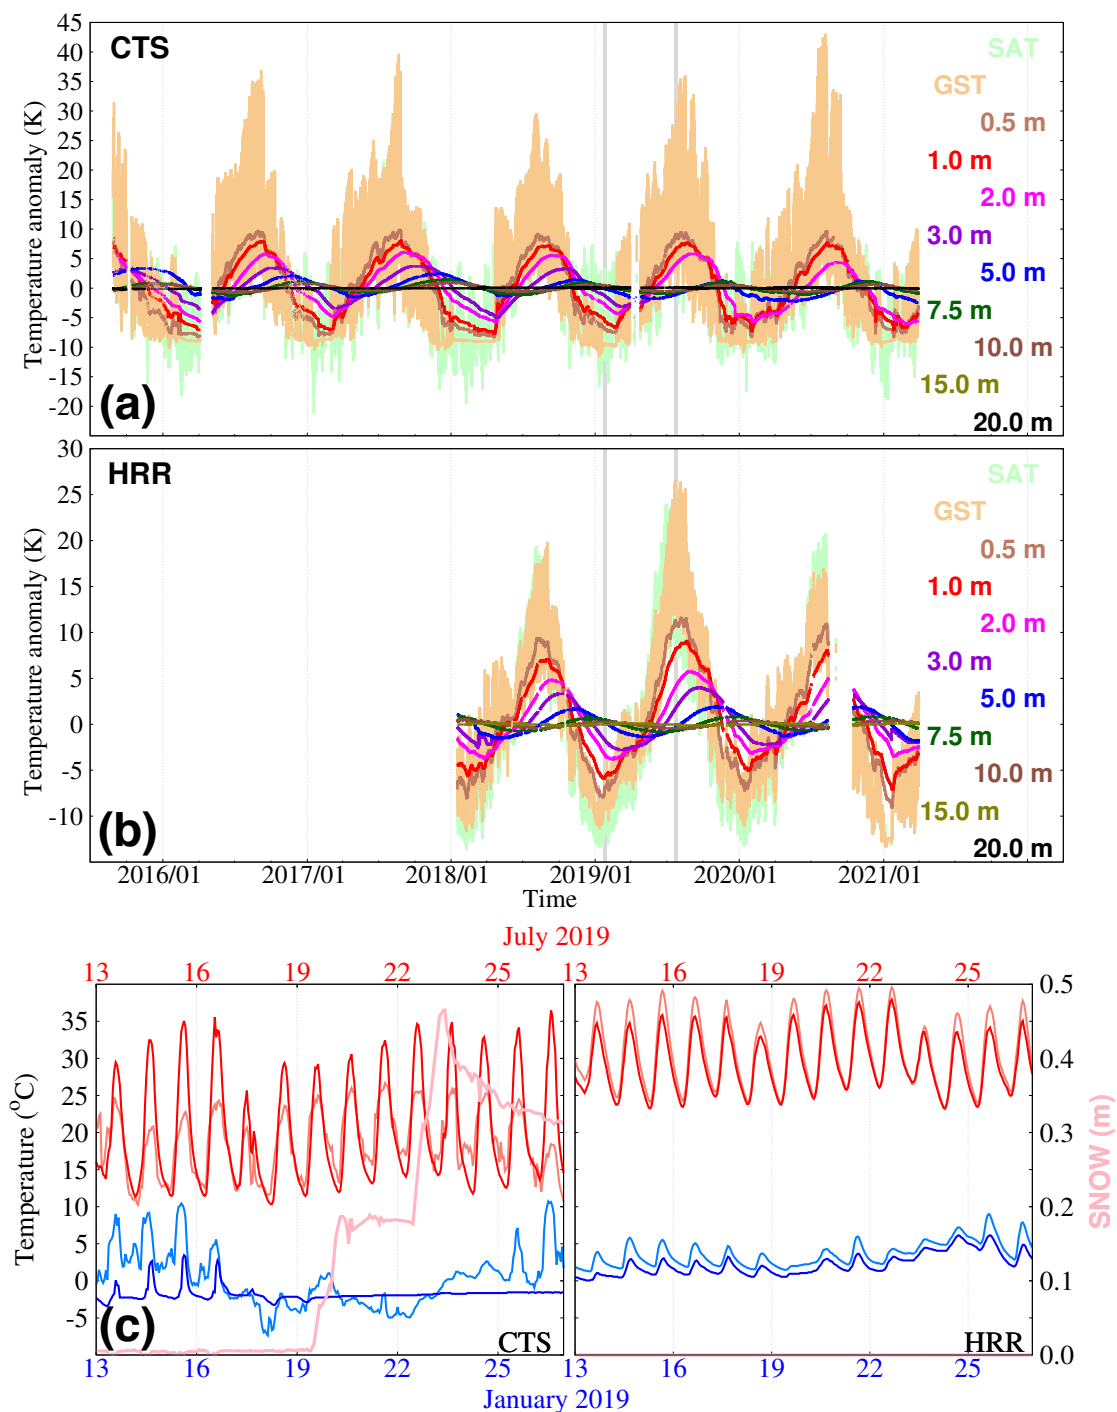 45
40
35
30
25
20
15
10
5
0
-5
-10
-15
-20
Temperature anomaly (K)
CTS
SAT
GST
0.5 m
1.0 m
2.0 m
3.0 m
5.0 m
7.5 m
10.0 m
15.0 m
20.0 m
(a)
30
25
20
15
10
5
0
-5
-10
Temperature anomaly (K)
HRR
SAT
GST
0.5 m
1.0 m
2.0 m
3.0 m
5.0 m
7.5 m
10.0 m
15.0 m
20.0 m
(b)
2016/01 2017/01 2018/01 2019/01 2020/01 2021/01
Time
July 2019
13 16 19 22 25 13 16 19 22 25
35
30
25
20
15
10
5
0
-5
Temperature (°C)
0.5
0.4
0.3
0.2
0.1
0.0
SNOW (m)
(c)
CTS
HRR
13 16 19 22 25 13 16 19 22 25
January 2019